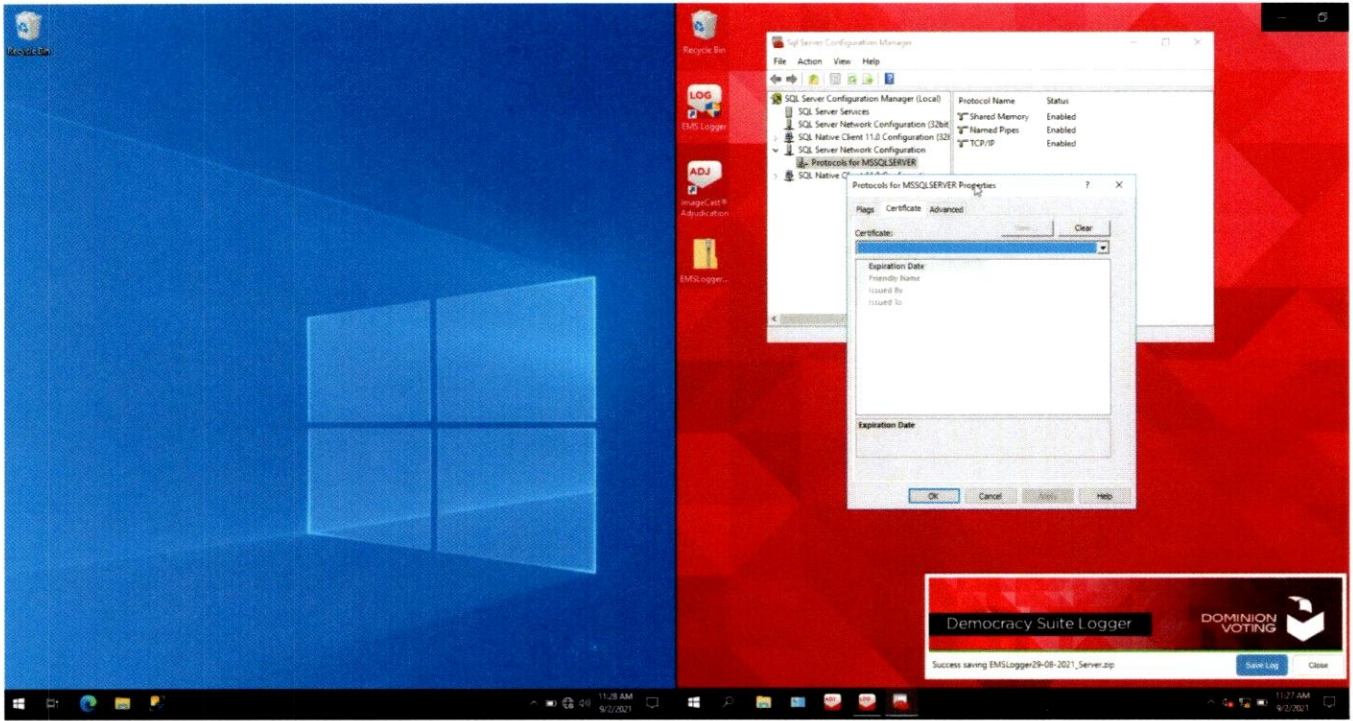 Recycle Bin
11:28 AM
9/2/2021
Recycle Bin
LOG
EMS Logger
ADJ
ImageCast®
Adjudication
EMSLogger...
Sql Server Configuration Manager
File Action View Help
SQL Server Configuration Manager (Local)
SQL Server Services
SQL Server Network Configuration (32bit
SQL Native Client 11.0 Configuration (32b
SQL Server Network Configuration
Protocols for MSSQLSERVER
SQL Native
Protocol Name Status
Shared Memory Enabled
Named Pipes Enabled
TCP/IP Enabled
Protocols for MSSQLSERVER Properties
Flags Certificate Advanced
Certificate: View... Clear
Expiration Date
Friendly Name
Issued By
Issued To
Expiration Date
OK Cancel Apply Help
Democracy Suite Logger
DOMINION
VOTING
Success saving EMSLogger29-08-2021_Server.zip
Save Log Close
ADJ LOG
11:27 AM
9/2/2021